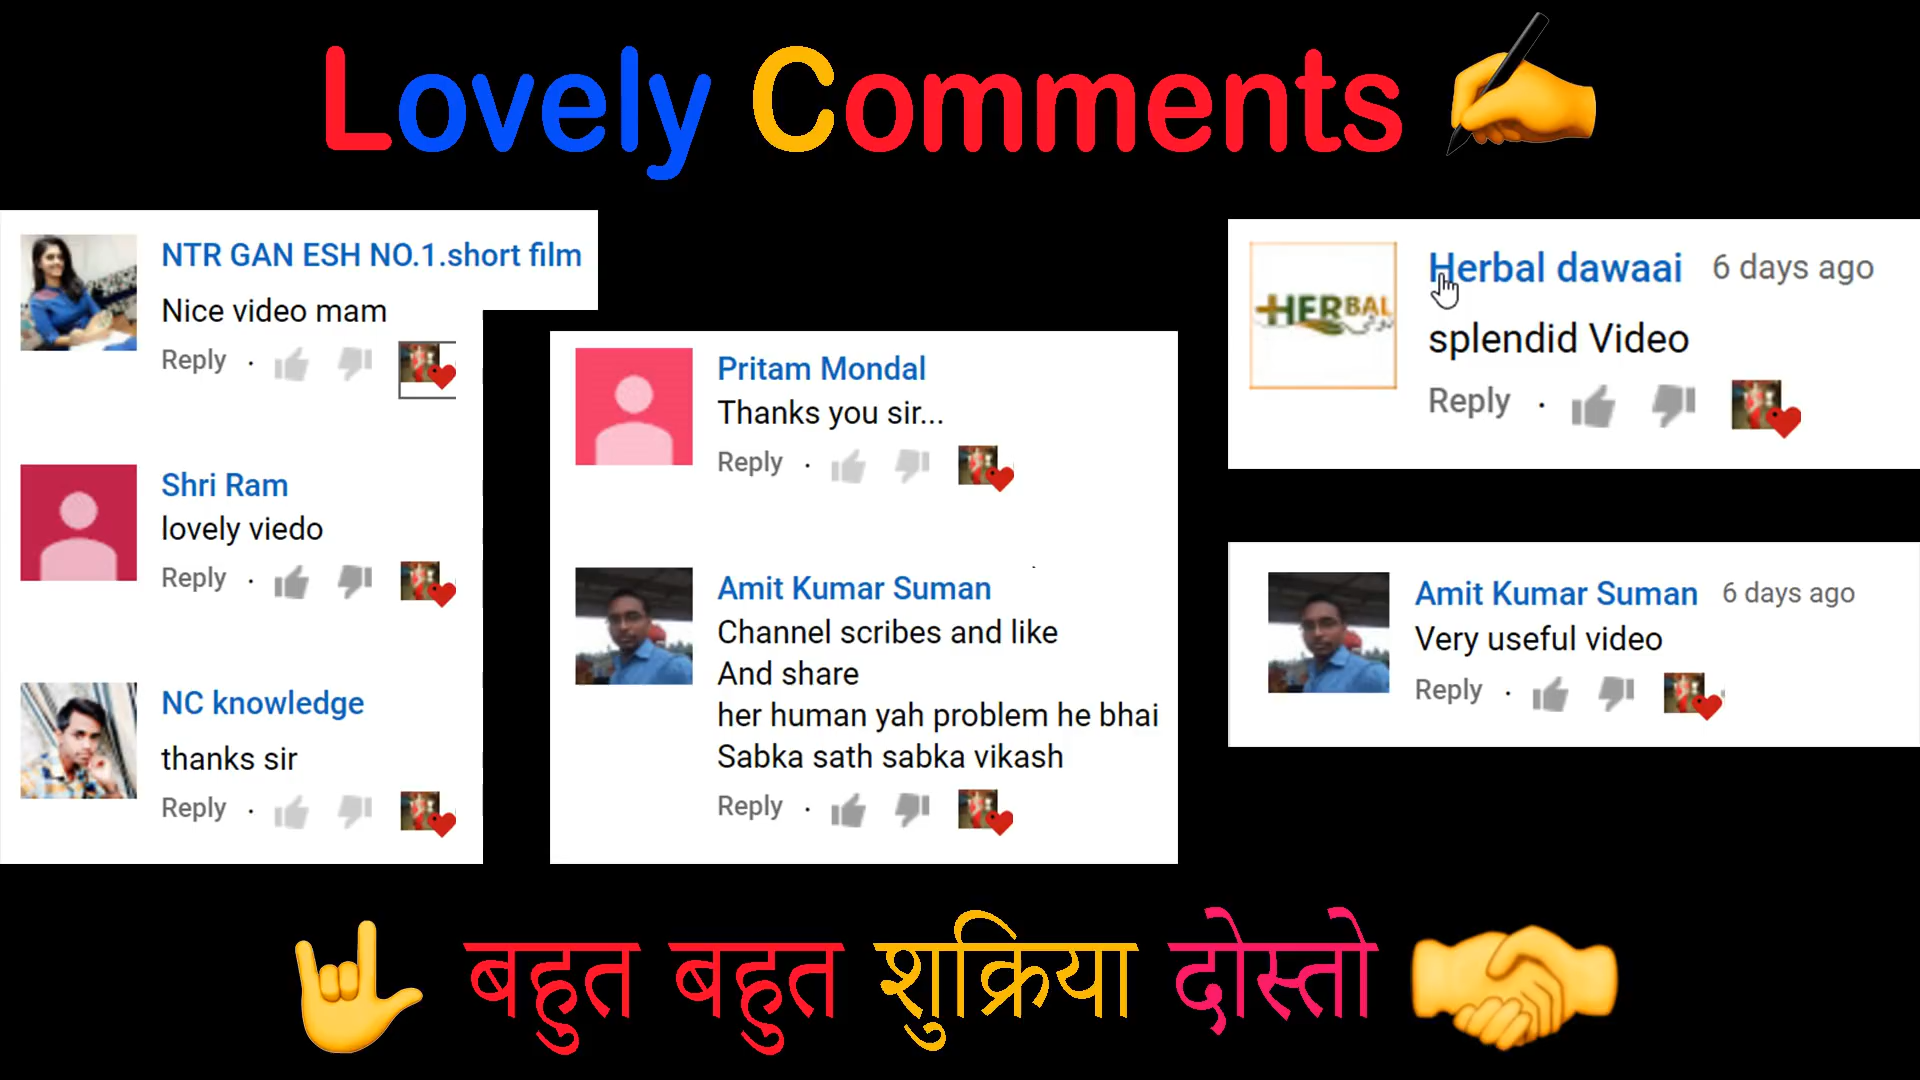 Lovely Comments
NTR GAN ESH NO.1.short film
Nice video mam
Reply
Shri Ram
lovely viedo
Reply
NC knowledge
thanks sir
Reply
Pritam Mondal
Thanks you sir...
Reply
Amit Kumar Suman
Channel scribes and like
And share
her human yah problem he bhai
Sabka sath sabka vikash
Reply
HERBAL
Herbal dawaai 6 days ago
splendid Video
Reply
Amit Kumar Suman 6 days ago
Very useful video
Reply
बहुत बहुत शुक्रिया दोस्तो